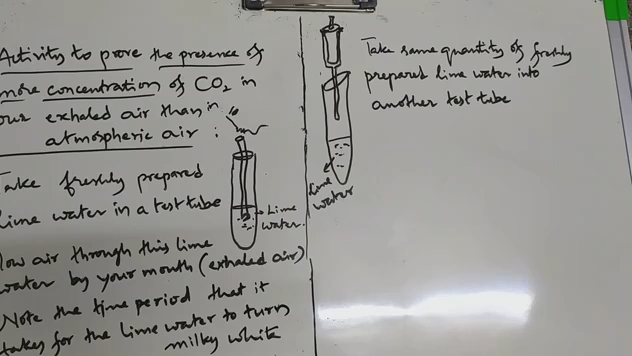 Activity to prove the presence of
more concentration of CO2 in
our exhaled air than in
atmospheric air :
Take freshly prepared
lime water in a test tube
Lime
water.
low air through this lime
water by your mouth (exhaled air)
Note the time period that it
takes for the lime water to turn
milky white
Take same quantity of freshly
prepared lime water into
another test tube
Lime
water